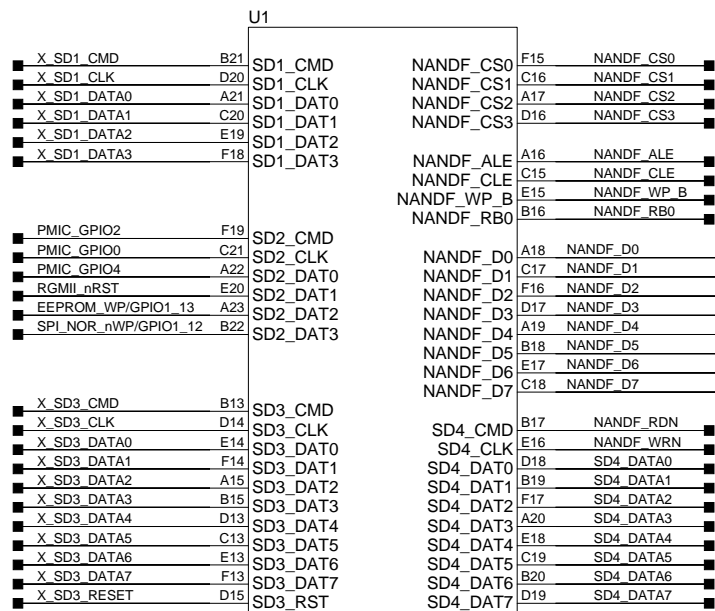 U1
X_SD1_CMD B21 SD1_CMD
X_SD1_CLK D20 SD1_CLK
X_SD1_DATA0 A21 SD1_DAT0
X_SD1_DATA1 C20 SD1_DAT1
X_SD1_DATA2 E19 SD1_DAT2
X_SD1_DATA3 F18 SD1_DAT3
PMIC_GPIO2 F19 SD2_CMD
PMIC_GPIO0 C21 SD2_CLK
PMIC_GPIO4 A22 SD2_DAT0
RGMII_nRST E20 SD2_DAT1
EEPROM_WP/GPIO1_13 A23 SD2_DAT2
SPI_NOR_nWP/GPIO1_12 B22 SD2_DAT3
X_SD3_CMD B13 SD3_CMD
X_SD3_CLK D14 SD3_CLK
X_SD3_DATA0 E14 SD3_DAT0
X_SD3_DATA1 F14 SD3_DAT1
X_SD3_DATA2 A15 SD3_DAT2
X_SD3_DATA3 B15 SD3_DAT3
X_SD3_DATA4 D13 SD3_DAT4
X_SD3_DATA5 C13 SD3_DAT5
X_SD3_DATA6 E13 SD3_DAT6
X_SD3_DATA7 F13 SD3_DAT7
X_SD3_RESET D15 SD3_RST
NANDF_CS0 F15 NANDF_CS0
NANDF_CS1 C16 NANDF_CS1
NANDF_CS2 A17 NANDF_CS2
NANDF_CS3 D16 NANDF_CS3
NANDF_ALE A16 NANDF_ALE
NANDF_CLE C15 NANDF_CLE
NANDF_WP_B E15 NANDF_WP_B
NANDF_RB0 B16 NANDF_RB0
NANDF_D0 A18 NANDF_D0
NANDF_D1 C17 NANDF_D1
NANDF_D2 F16 NANDF_D2
NANDF_D3 D17 NANDF_D3
NANDF_D4 A19 NANDF_D4
NANDF_D5 B18 NANDF_D5
NANDF_D6 E17 NANDF_D6
NANDF_D7 C18 NANDF_D7
SD4_CMD B17 NANDF_RDN
SD4_CLK E16 NANDF_WRN
SD4_DAT0 D18 SD4_DATA0
SD4_DAT1 B19 SD4_DATA1
SD4_DAT2 F17 SD4_DATA2
SD4_DAT3 A20 SD4_DATA3
SD4_DAT4 E18 SD4_DATA4
SD4_DAT5 C19 SD4_DATA5
SD4_DAT6 B20 SD4_DATA6
SD4_DAT7 D19 SD4_DATA7